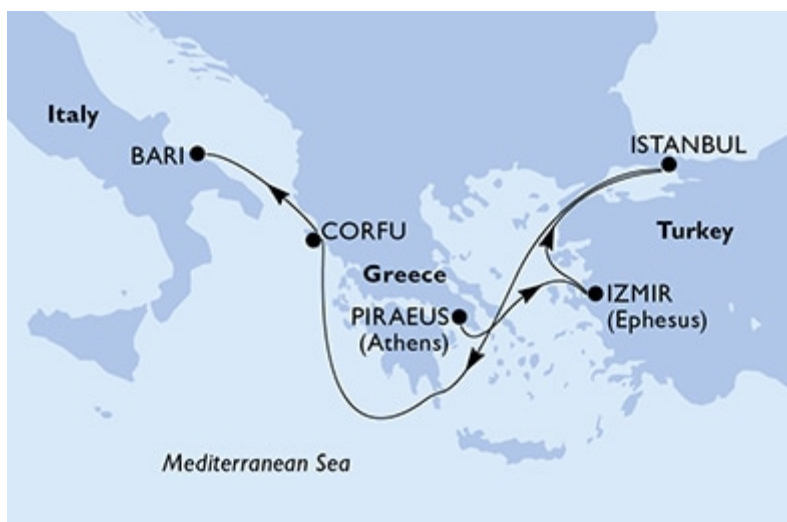 Italy
BARI
ISTANBUL
CORFU
Turkey
Greece
IZMIR
(Ephesus)
PIRAEUS
(Athens)
Mediterranean Sea